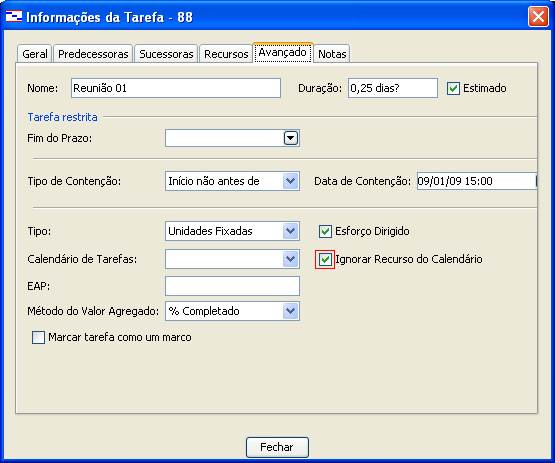 Informações da Tarefa - 88
Geral Predecessoras Sucessoras Recursos Avançado Notas
Nome: Reunião 01 Duração: 0,25 dias? Estimado
Tarefa restrita
Fim do Prazo:
Tipo de Contenção: Início não antes de Data de Contenção: 09/01/09 15:00
Tipo: Unidades Fixadas Esforço Dirigido
Calendário de Tarefas: Ignorar Recurso do Calendário
EAP:
Método do Valor Agregado: % Completado
Marcar tarefa como um marco
Fechar